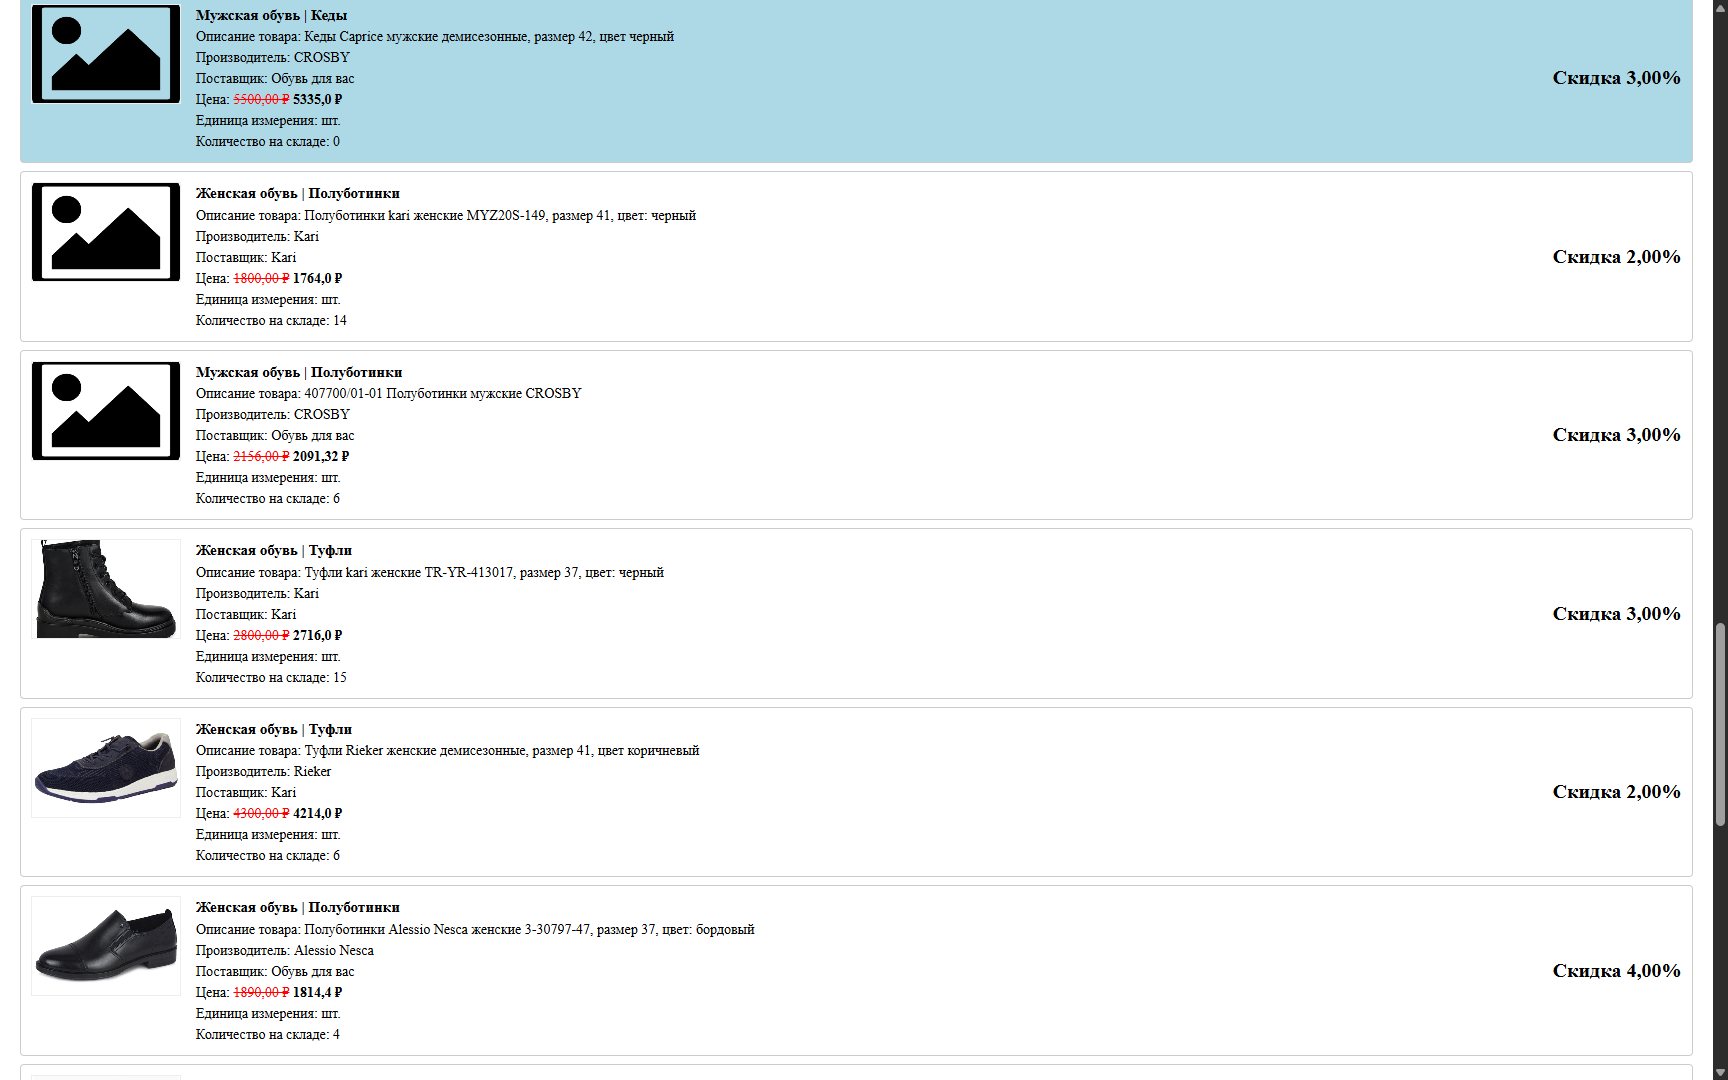 Мужская обувь | Кеды
Описание товара: Кеды Caprice мужские демисезонные, размер 42, цвет черный
Производитель: CROSBY
Поставщик: Обувь для вас
Цена: 5500,00 ₽ 5335,0 ₽
Единица измерения: шт.
Количество на складе: 0
Скидка 3,00%
Женская обувь | Полуботинки
Описание товара: Полуботинки kari женские MYZ20S-149, размер 41, цвет: черный
Производитель: Kari
Поставщик: Kari
Цена: 1800,00 ₽ 1764,0 ₽
Единица измерения: шт.
Количество на складе: 14
Скидка 2,00%
Мужская обувь | Полуботинки
Описание товара: 407700/01-01 Полуботинки мужские CROSBY
Производитель: CROSBY
Поставщик: Обувь для вас
Цена: 2156,00 ₽ 2091,32 ₽
Единица измерения: шт.
Количество на складе: 6
Скидка 3,00%
Женская обувь | Туфли
Описание товара: Туфли kari женские TR-YR-413017, размер 37, цвет: черный
Производитель: Kari
Поставщик: Kari
Цена: 2800,00 ₽ 2716,0 ₽
Единица измерения: шт.
Количество на складе: 15
Скидка 3,00%
Женская обувь | Туфли
Описание товара: Туфли Rieker женские демисезонные, размер 41, цвет коричневый
Производитель: Rieker
Поставщик: Kari
Цена: 4300,00 ₽ 4214,0 ₽
Единица измерения: шт.
Количество на складе: 6
Скидка 2,00%
Женская обувь | Полуботинки
Описание товара: Полуботинки Alessio Nesca женские 3-30797-47, размер 37, цвет: бордовый
Производитель: Alessio Nesca
Поставщик: Обувь для вас
Цена: 1890,00 ₽ 1814,4 ₽
Единица измерения: шт.
Количество на складе: 4
Скидка 4,00%